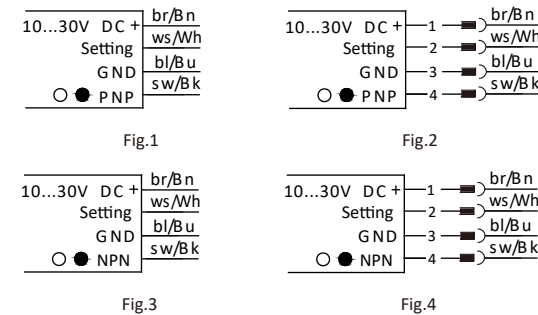 10...30V DC + br/Bn
Setting ws/Wh
GND bl/Bu
PNP sw/Bk
Fig.1
10...30V DC + 1 br/Bn
Setting 2 ws/Wh
GND 3 bl/Bu
PNP 4 sw/Bk
Fig.2
10...30V DC + br/Bn
Setting ws/Wh
GND bl/Bu
NPN sw/Bk
Fig.3
10...30V DC + 1 br/Bn
Setting 2 ws/Wh
GND 3 bl/Bu
NPN 4 sw/Bk
Fig.4